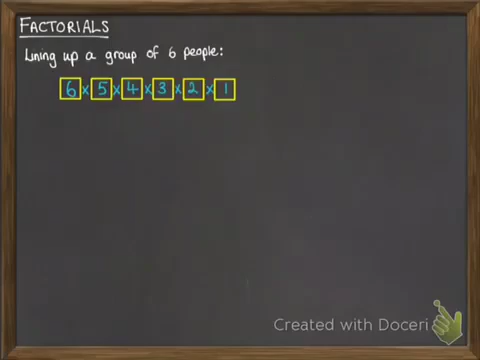 FACTORIALS
Lining up a group of 6 people:
6 x 5 x 4 x 3 x 2 x 1
Created with Doceri